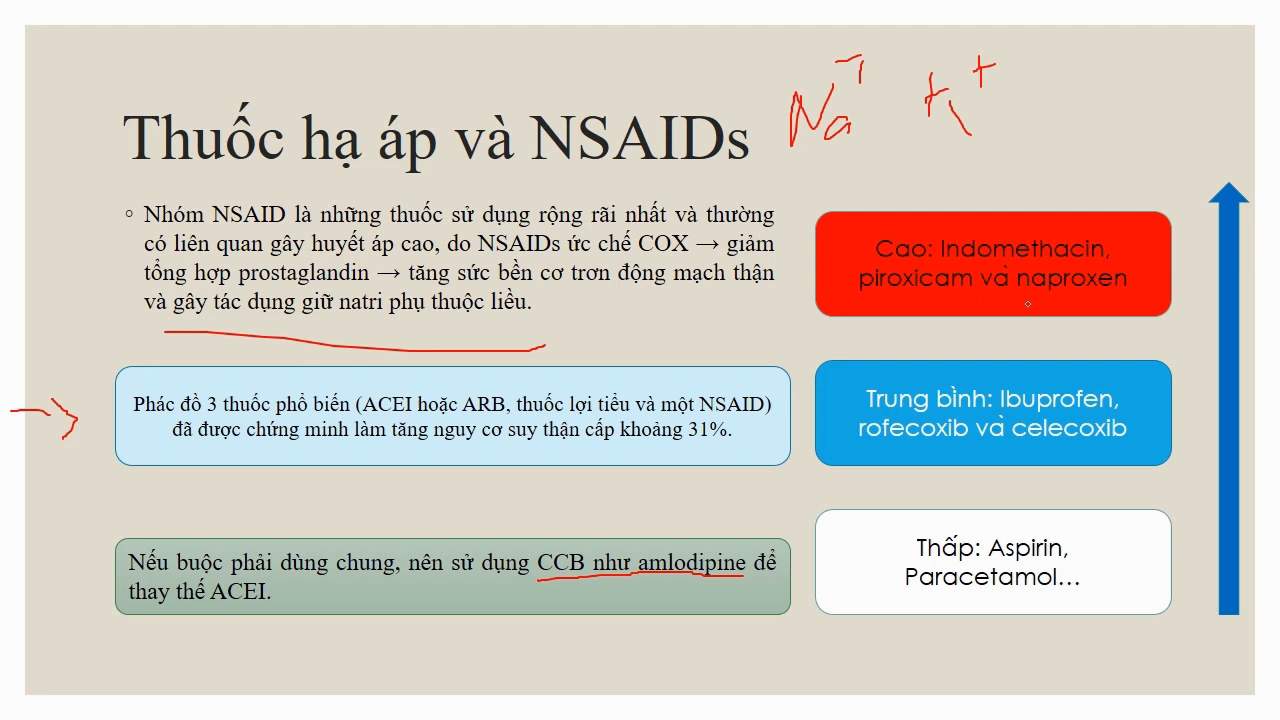 Thuốc hạ áp và NSAIDs
Nhóm NSAID là những thuốc sử dụng rộng rãi nhất và thường
có liên quan gây huyết áp cao, do NSAIDs ức chế COX → giảm
tổng hợp prostaglandin → tăng sức bền cơ trơn động mạch thận
và gây tác dụng giữ natri phụ thuộc liều.
Phác đồ 3 thuốc phổ biến (ACEI hoặc ARB, thuốc lợi tiểu và một NSAID)
đã được chứng minh làm tăng nguy cơ suy thận cấp khoảng 31%.
Nếu buộc phải dùng chung, nên sử dụng CCB như amlodipine để
thay thế ACEI.
Cao: Indomethacin,
piroxicam và naproxen
Trung bình: Ibuprofen,
rofecoxib và celecoxib
Thấp: Aspirin,
Paracetamol…